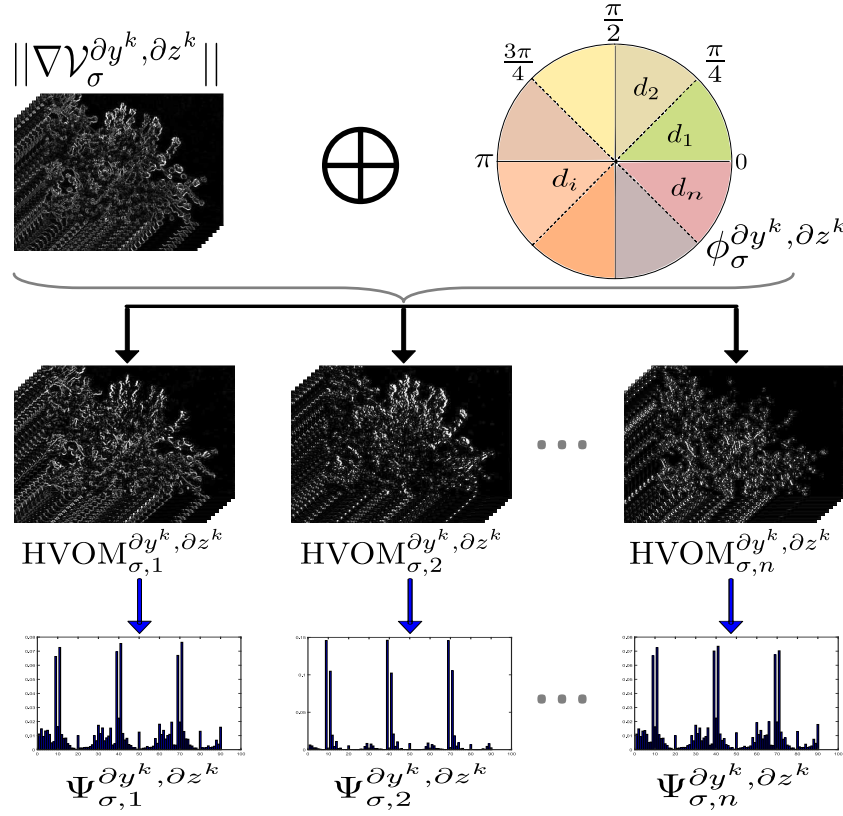 ||∇𝒱_σ^{∂y^k,∂z^k}||
π/2
3π/4
π/4
d_2
d_1
π
0
d_i
d_n
φ_σ^{∂y^k,∂z^k}
HVOM_{σ,1}^{∂y^k,∂z^k}
HVOM_{σ,2}^{∂y^k,∂z^k}
HVOM_{σ,n}^{∂y^k,∂z^k}
Ψ_{σ,1}^{∂y^k,∂z^k}
Ψ_{σ,2}^{∂y^k,∂z^k}
Ψ_{σ,n}^{∂y^k,∂z^k}